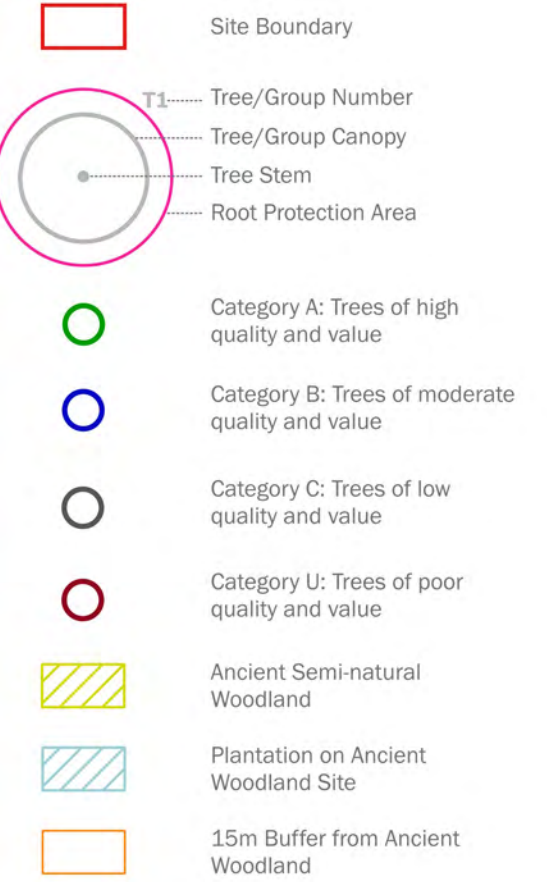 Site Boundary
T1
Tree/Group Number
Tree/Group Canopy
Tree Stem
Root Protection Area
Category A: Trees of high
quality and value
Category B: Trees of moderate
quality and value
Category C: Trees of low
quality and value
Category U: Trees of poor
quality and value
Ancient Semi-natural
Woodland
Plantation on Ancient
Woodland Site
15m Buffer from Ancient
Woodland